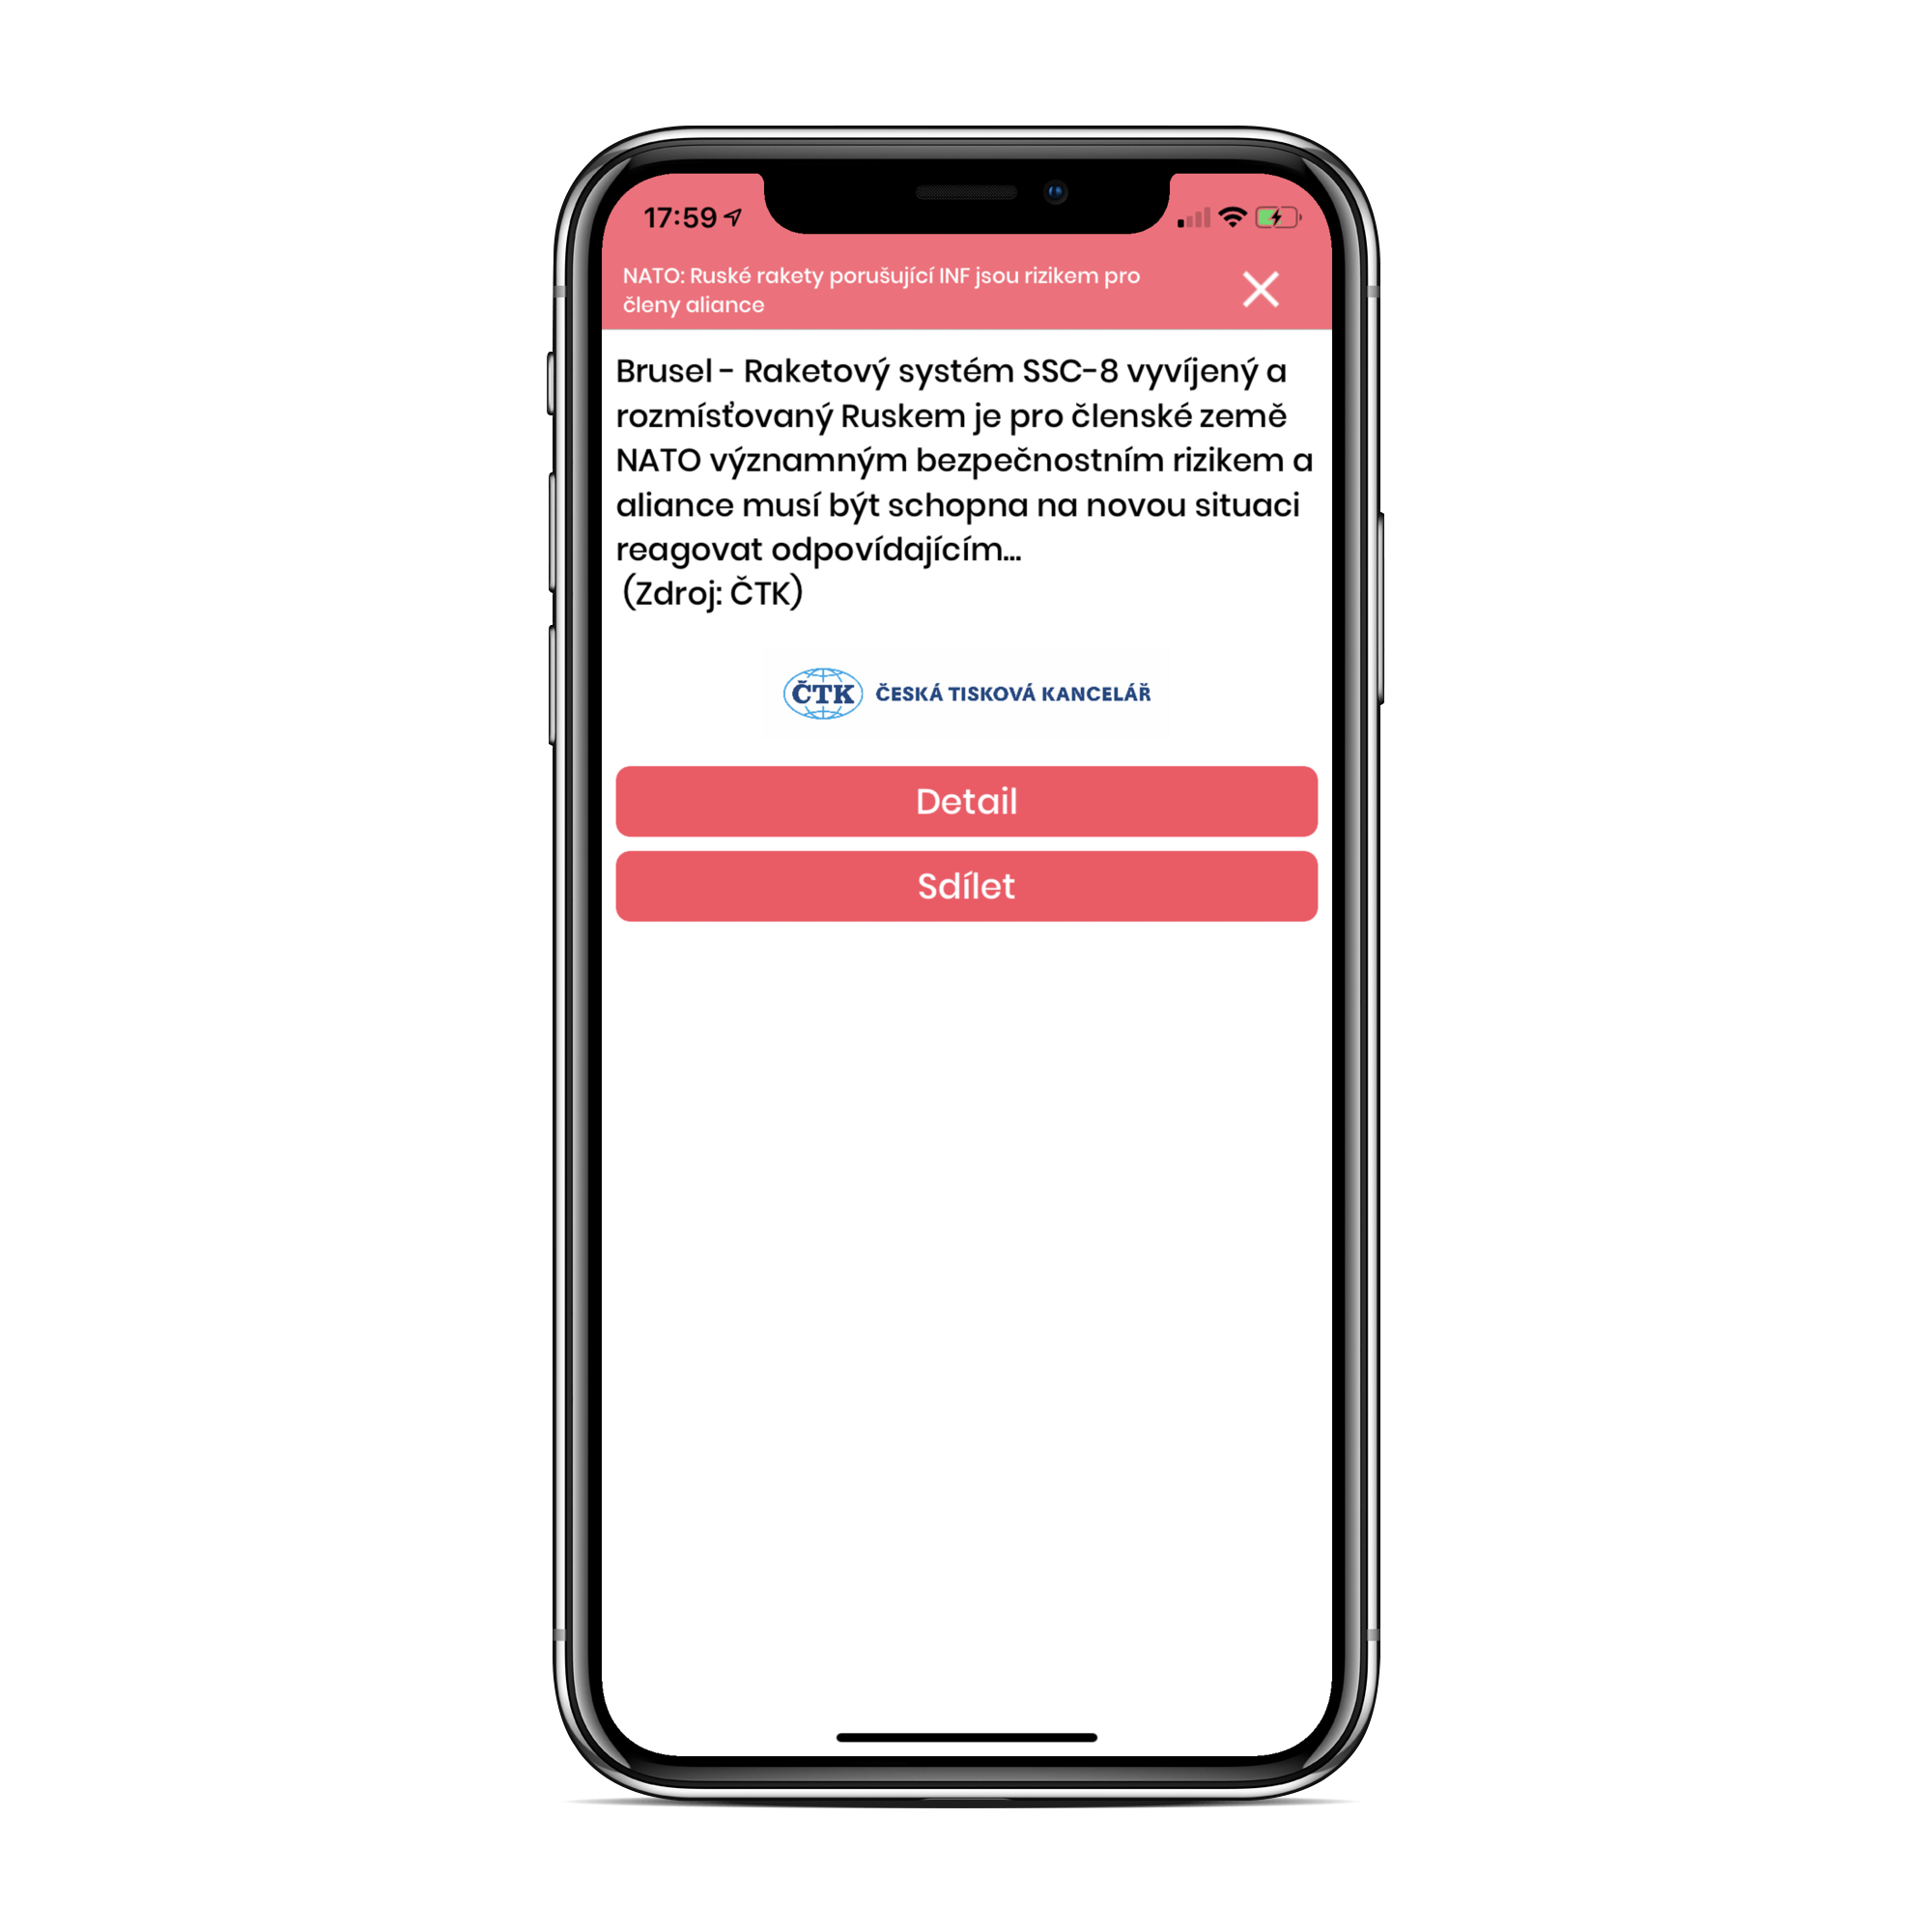 17:59
NATO: Ruské rakety porušující INF jsou rizikem pro
členy aliance
Brusel - Raketový systém SSC-8 vyvíjený a
rozmísťovaný Ruskem je pro členské země
NATO významným bezpečnostním rizikem a
aliance musí být schopna na novou situaci
reagovat odpovídajícím...
(Zdroj: ČTK)
ČTK ČESKÁ TISKOVÁ KANCELÁŘ
Detail
Sdílet